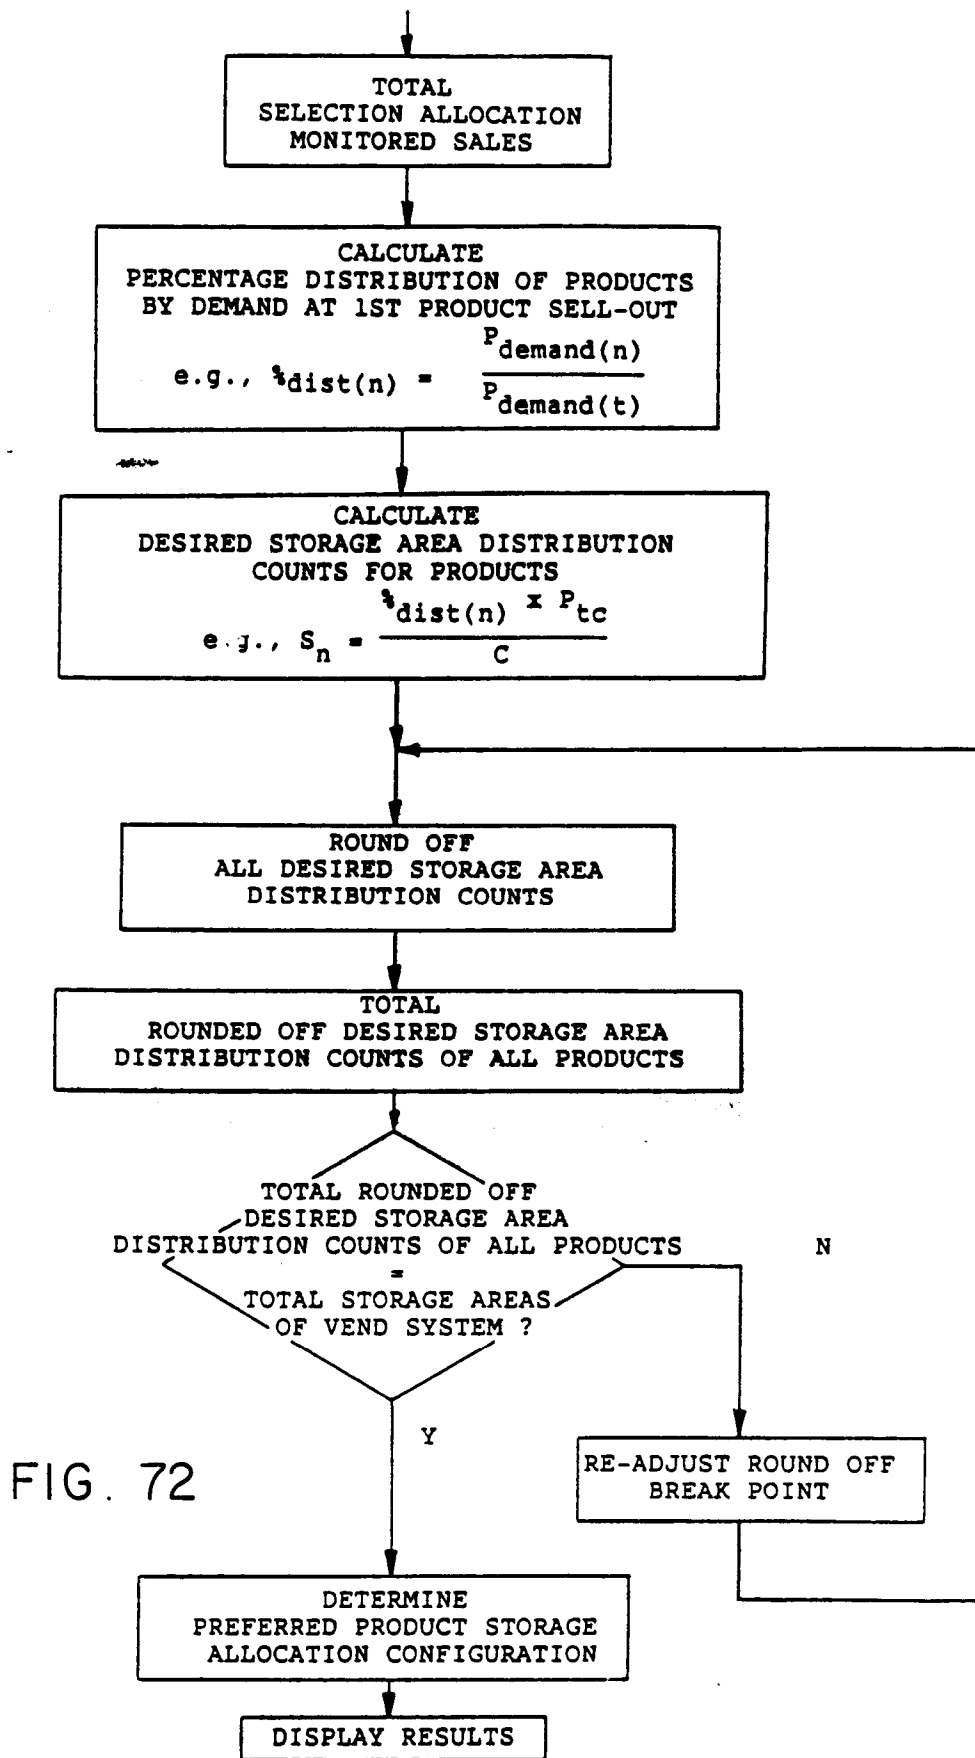 TOTAL
SELECTION ALLOCATION
MONITORED SALES
CALCULATE
PERCENTAGE DISTRIBUTION OF PRODUCTS
BY DEMAND AT 1ST PRODUCT SELL-OUT
e.g., %dist(n) = Pdemand(n)
Pdemand(t)
CALCULATE
DESIRED STORAGE AREA DISTRIBUTION
COUNTS FOR PRODUCTS
e.g., Sn = %dist(n) x Ptc
C
ROUND OFF
ALL DESIRED STORAGE AREA
DISTRIBUTION COUNTS
TOTAL
ROUNDED OFF DESIRED STORAGE AREA
DISTRIBUTION COUNTS OF ALL PRODUCTS
TOTAL ROUNDED OFF
DESIRED STORAGE AREA
DISTRIBUTION COUNTS OF ALL PRODUCTS
=
TOTAL STORAGE AREAS
OF VEND SYSTEM ?
N
Y
RE-ADJUST ROUND OFF
BREAK POINT
FIG. 72
DETERMINE
PREFERRED PRODUCT STORAGE
ALLOCATION CONFIGURATION
DISPLAY RESULTS